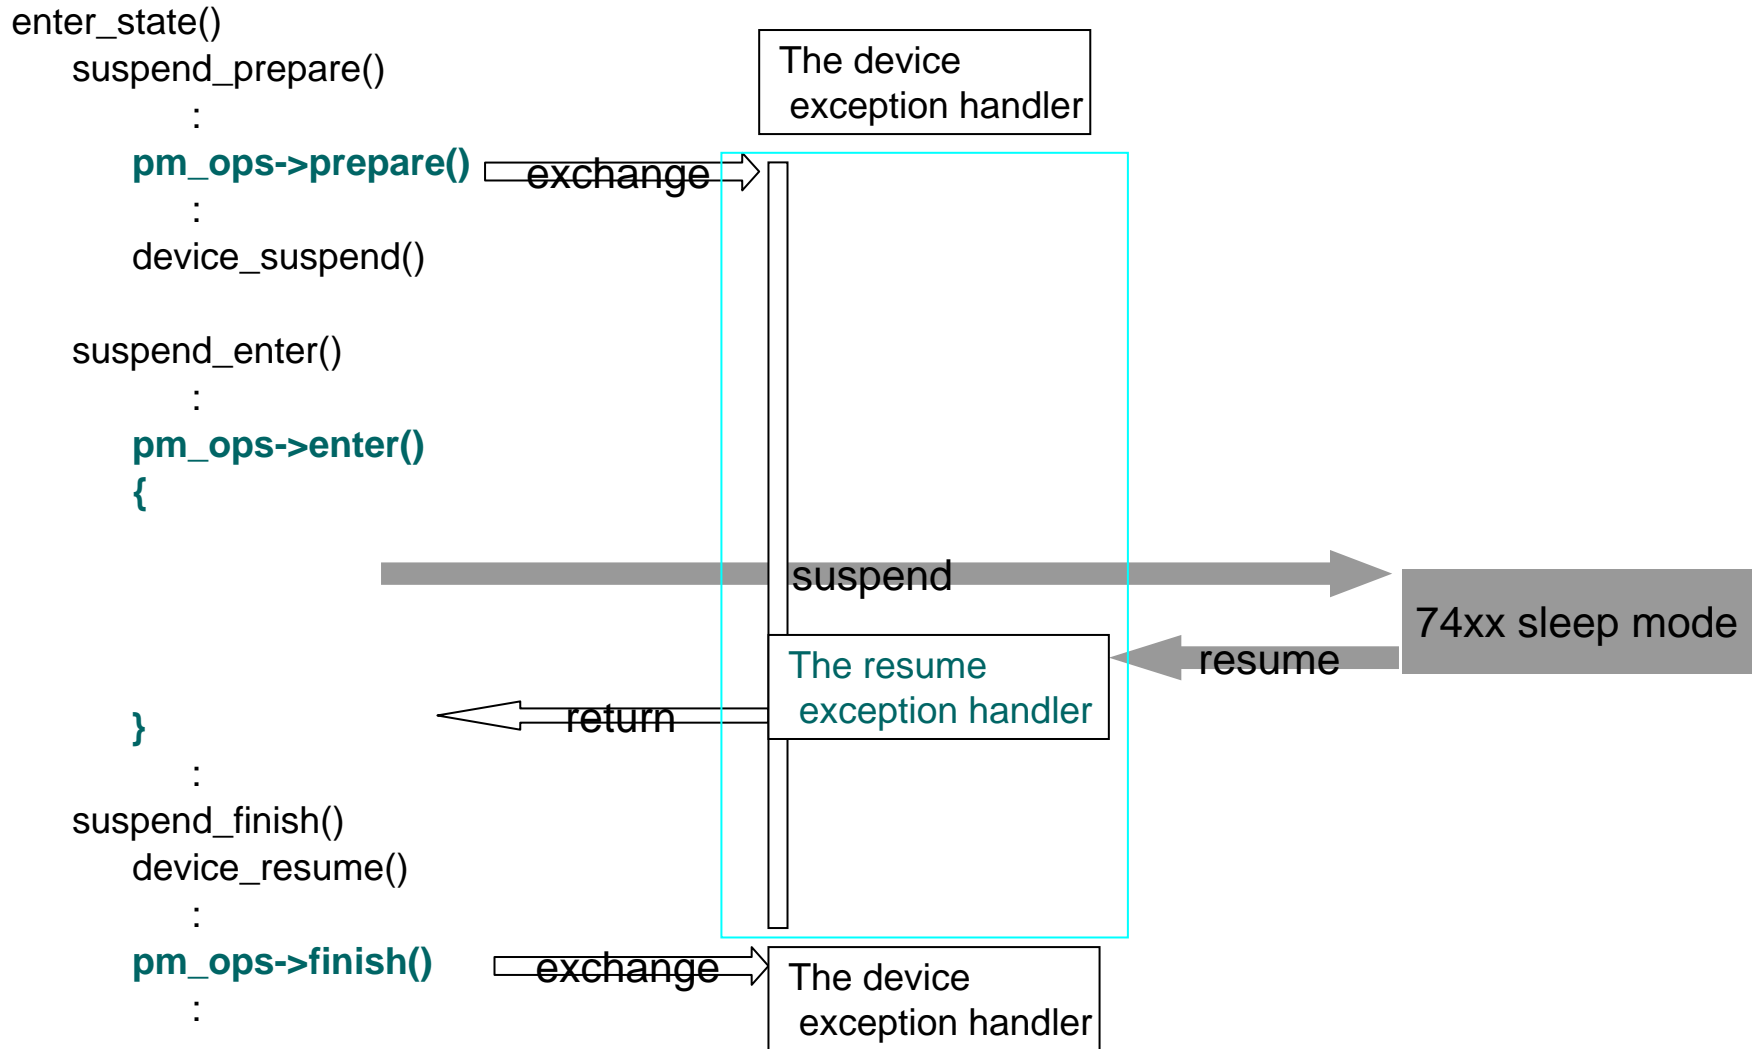 enter_state()
suspend_prepare()
:
pm_ops->prepare()
:
device_suspend()
suspend_enter()
:
pm_ops->enter()
{
}
:
suspend_finish()
device_resume()
:
pm_ops->finish()
:
The device
exception handler
exchange
suspend
74xx sleep mode
resume
The resume
exception handler
return
exchange
The device
exception handler